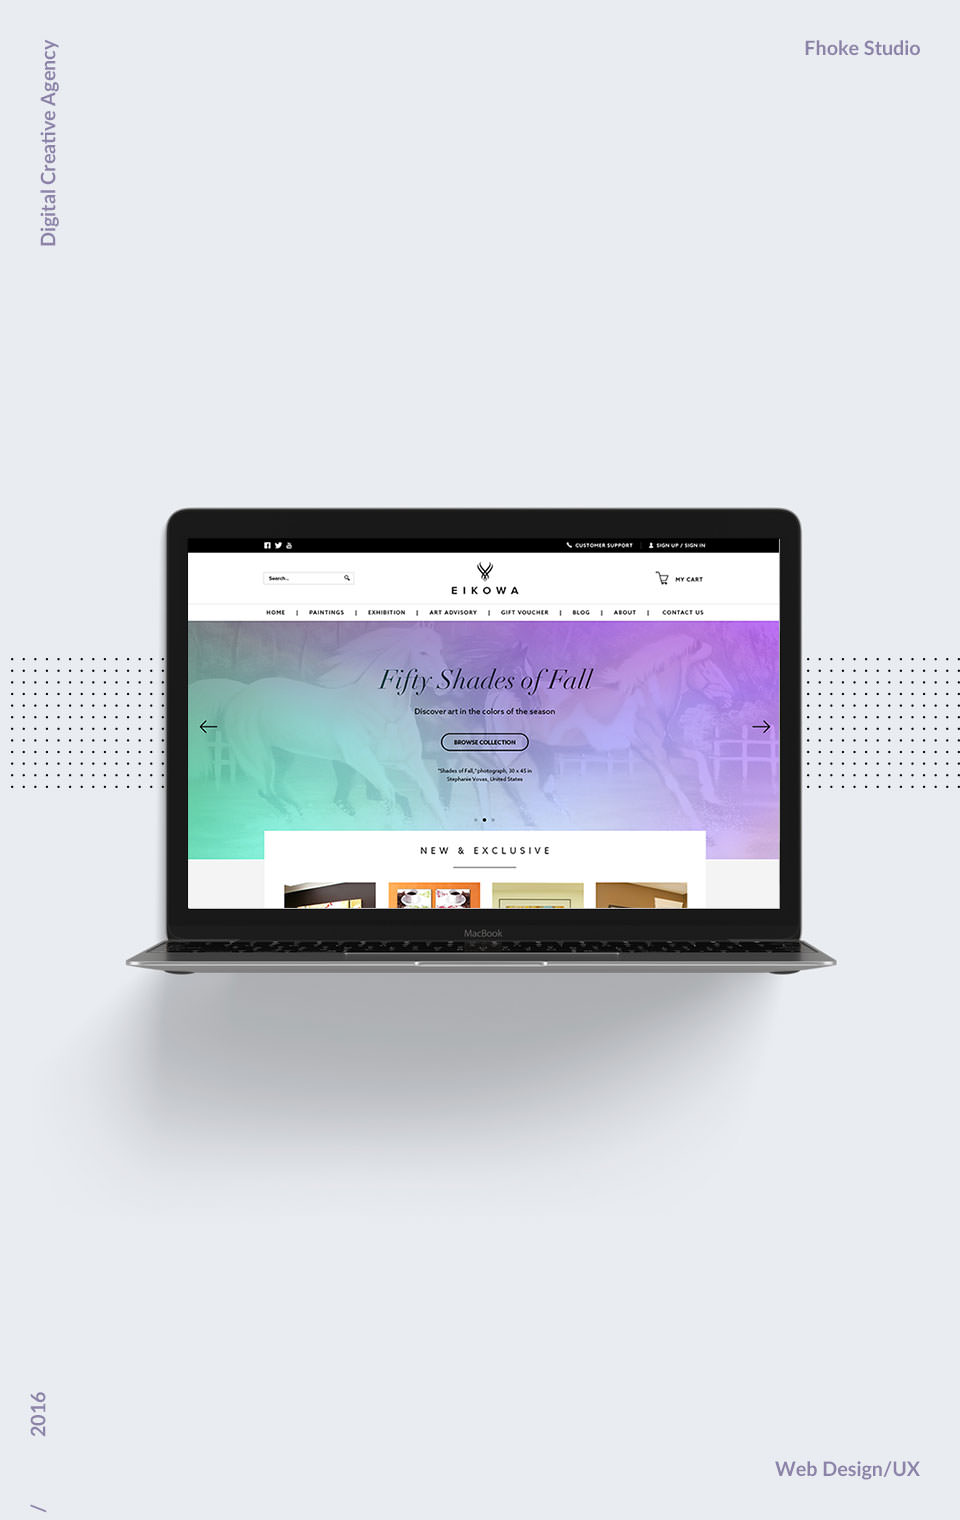 Digital Creative Agency
Fhoke Studio
CUSTOMER SUPPORT
SIGN UP / SIGN IN
Search...
EIKOWA
MY CART
HOME | PAINTINGS | EXHIBITION | ART ADVISORY | GIFT VOUCHER | BLOG | ABOUT | CONTACT US
Fifty Shades of Fall
Discover art in the colors of the season
BROWSE COLLECTION
"Shades of Fall," photograph, 30 x 45 in
Stephanie Vovas, United States
NEW & EXCLUSIVE
MacBook
2016
/
Web Design/UX